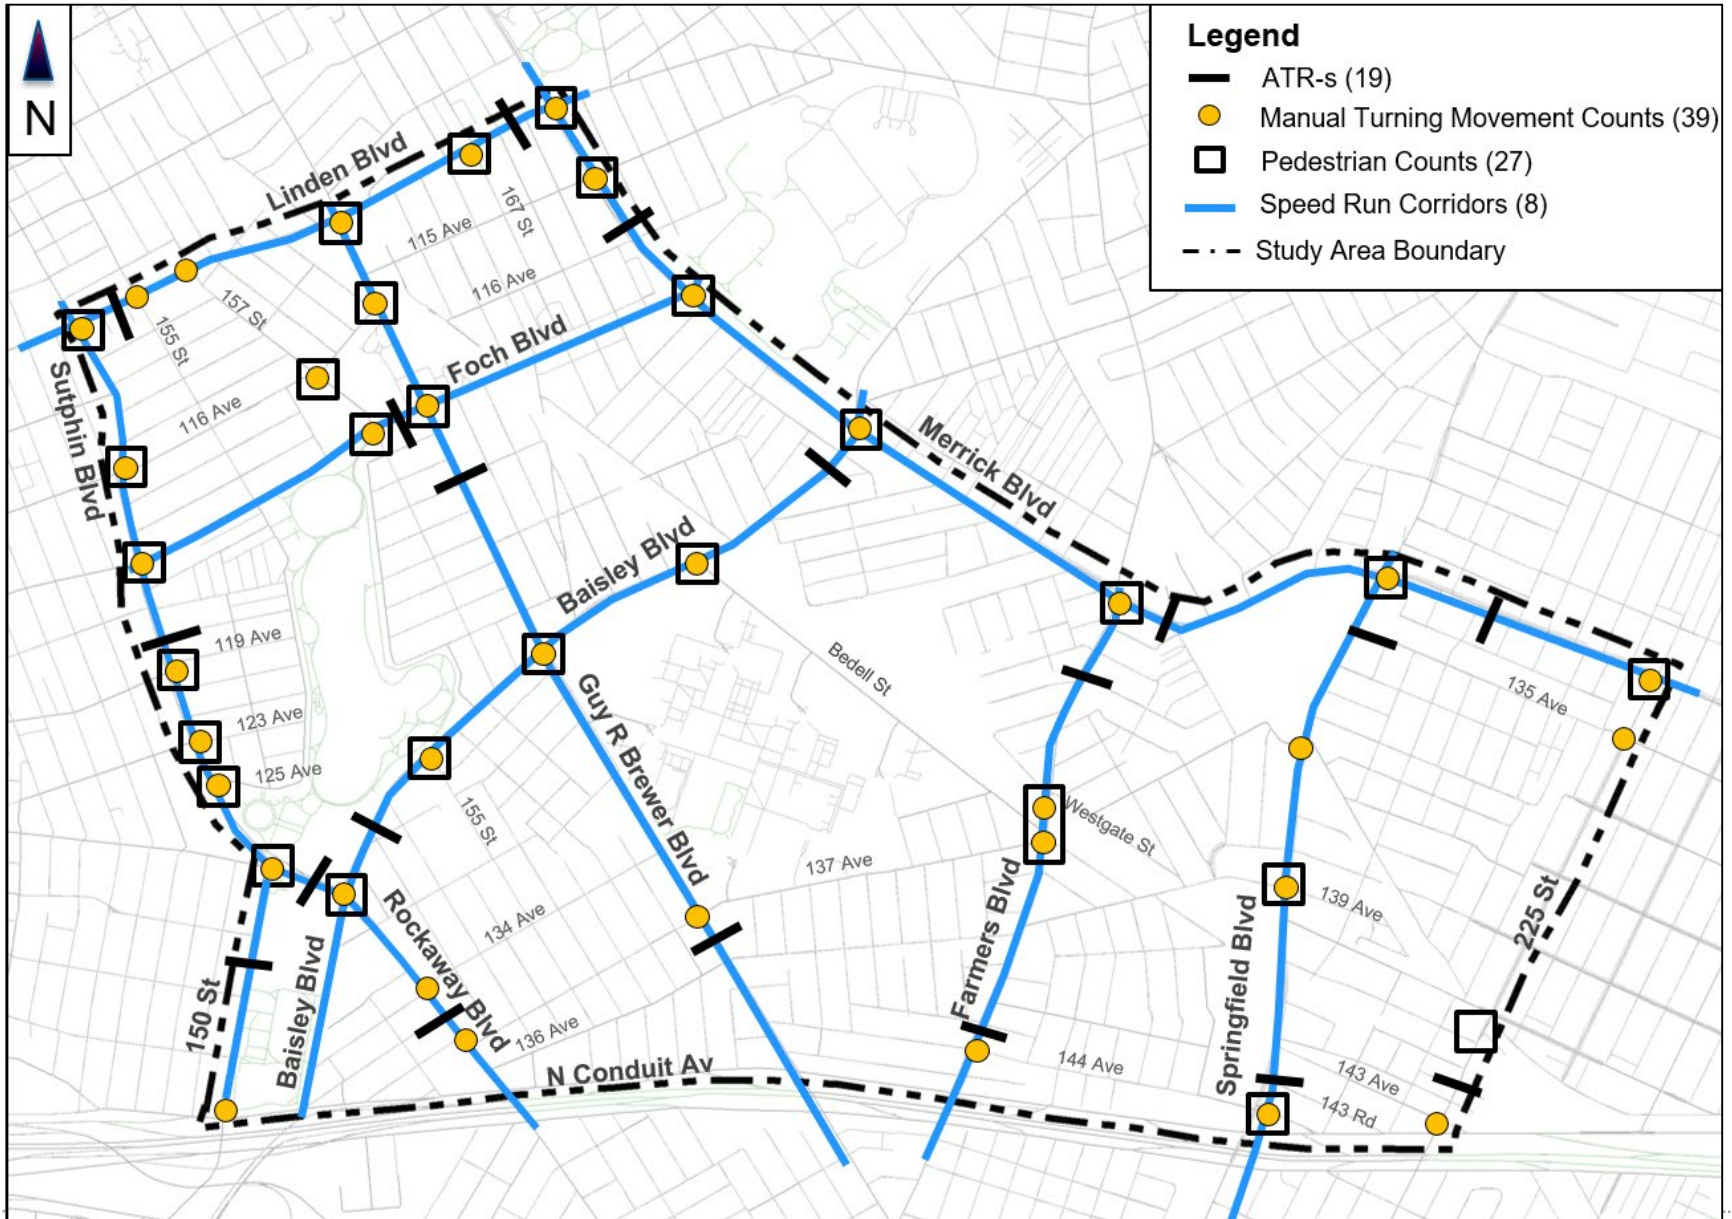 N
Legend
ATR-s (19)
Manual Turning Movement Counts (39)
Pedestrian Counts (27)
Speed Run Corridors (8)
Study Area Boundary
Linden Blvd
167 St
115 Ave
116 Ave
157 St
155 St
Foch Blvd
Sutphin Blvd
116 Ave
Merrick Blvd
Baisley Blvd
119 Ave
Bedell St
Guy R Brewer Blvd
135 Ave
123 Ave
125 Ave
155 St
Westgate St
137 Ave
Rockaway Blvd
134 Ave
Farmers Blvd
139 Ave
225 St
Springfield Blvd
150 St
Baisley Blvd
136 Ave
N Conduit Av
144 Ave
143 Ave
143 Rd